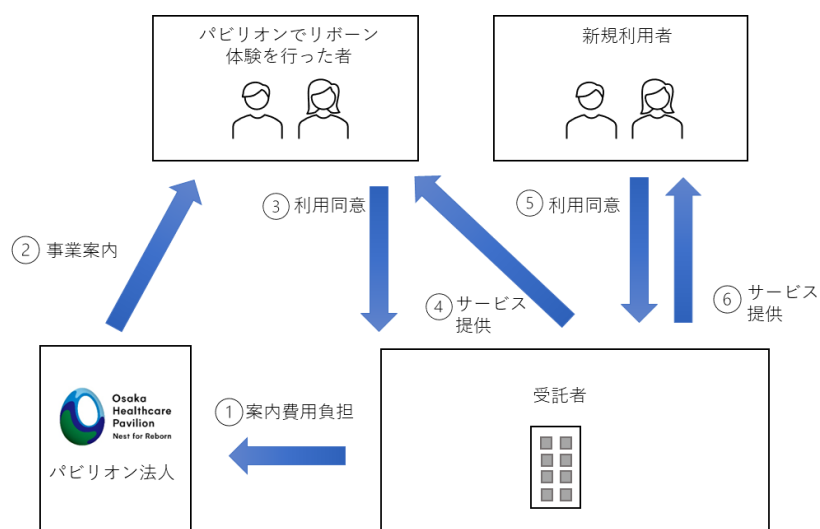 パビリオンでリボーン
体験を行った者
新規利用者
③ 利用同意
⑤ 利用同意
② 事業案内
④ サービス
提供
⑥ サービス
提供
Osaka
Healthcare
Pavilion
Nest for Reborn
パビリオン法人
① 案内費用負担
受託者